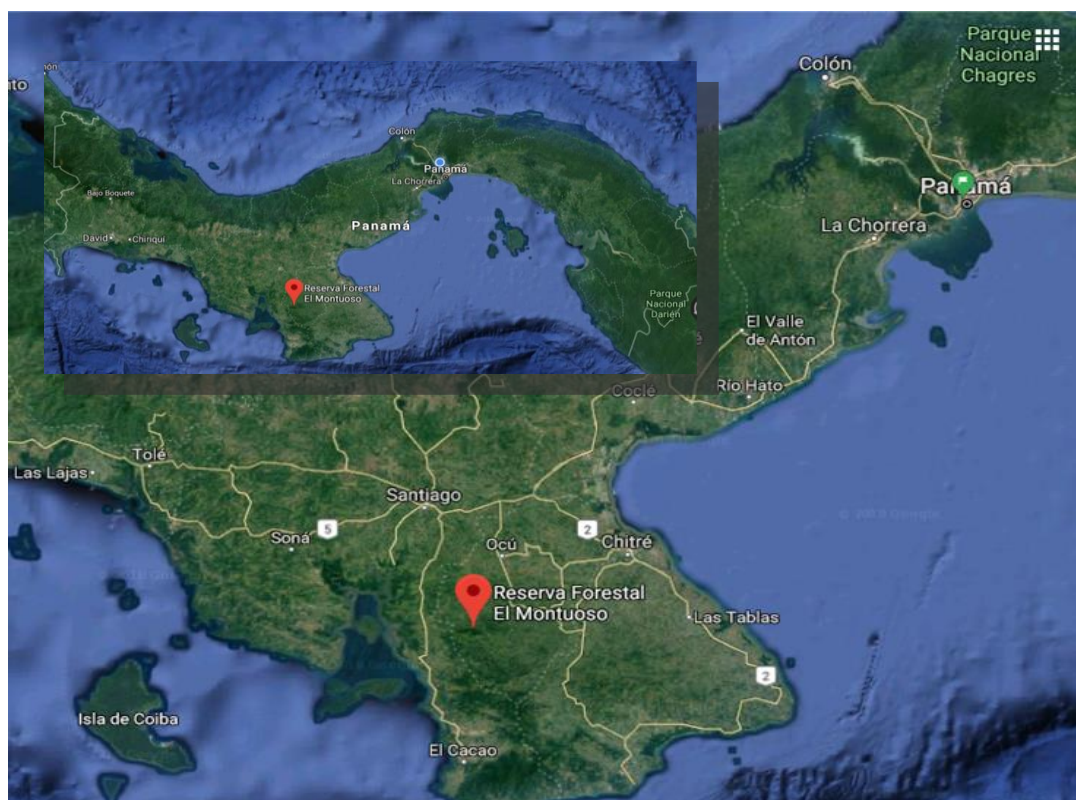 Parque
Nacional
Chagres
Colón
Panamá
La Chorrera
El Valle
de Antón
Río Hato
Coclé
Tolé
Las Lajas
Santiago
5
Soná
2
Ocú
Chitré
Reserva Forestal
El Montuoso
Las Tablas
2
Isla de Coiba
El Cacao
Colón
Panamá
La Chorrera
Bajo Boquete
Panamá
David
Chiriquí
Reserva Forestal
El Montuoso
Parque
Nacional
Darién